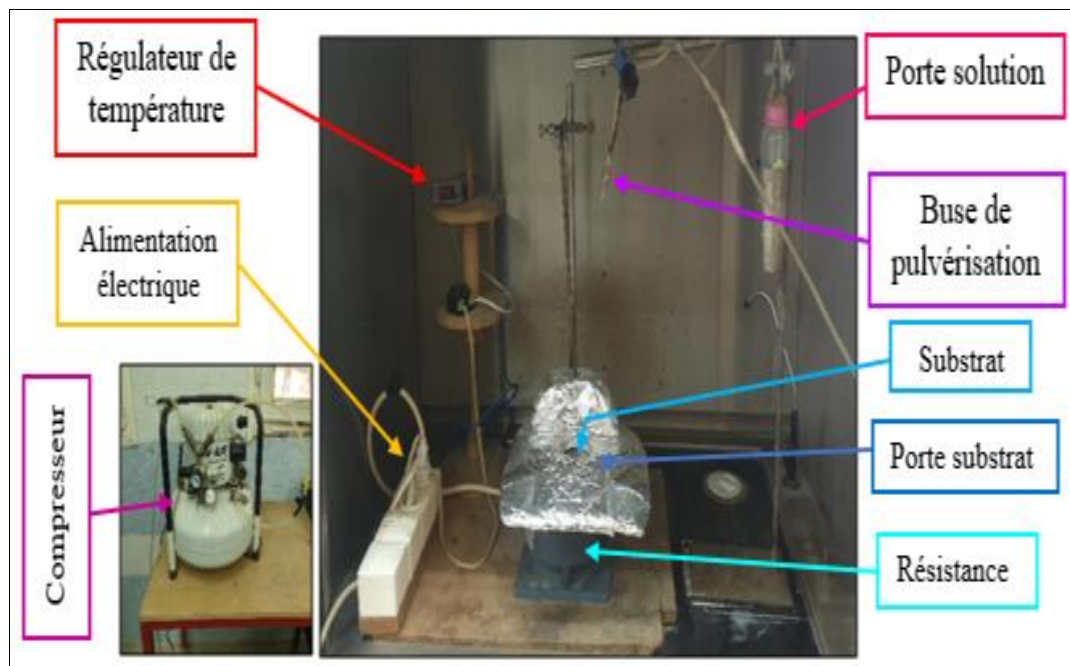 Régulateur de
température
Porte solution
Alimentation
électrique
Buse de
pulvérisation
Substrat
Compresseur
Porte substrat
Résistance